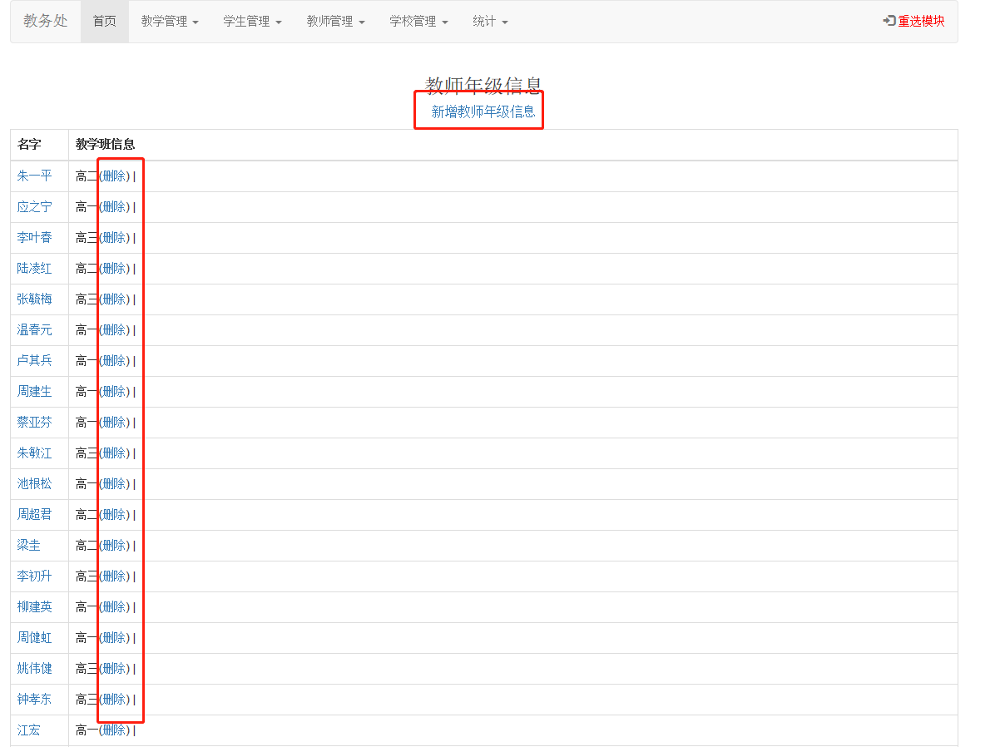 教务处 首页 教学管理 学生管理 教师管理 学校管理 统计 重选模块
教师年级信息
新增教师年级信息
名字 教学班信息
朱一平 高二(删除) |
应之宁 高一(删除) |
李叶春 高三(删除) |
陆凌红 高二(删除) |
张毓梅 高三(删除) |
温春元 高一(删除) |
卢其兵 高一(删除) |
周建生 高一(删除) |
蔡亚芬 高一(删除) |
朱敏江 高三(删除) |
池根松 高一(删除) |
周超君 高二(删除) |
梁圭 高二(删除) |
李初升 高三(删除) |
柳建英 高一(删除) |
周健虹 高一(删除) |
姚伟健 高三(删除) |
钟孝东 高三(删除) |
江宏 高一(删除) |